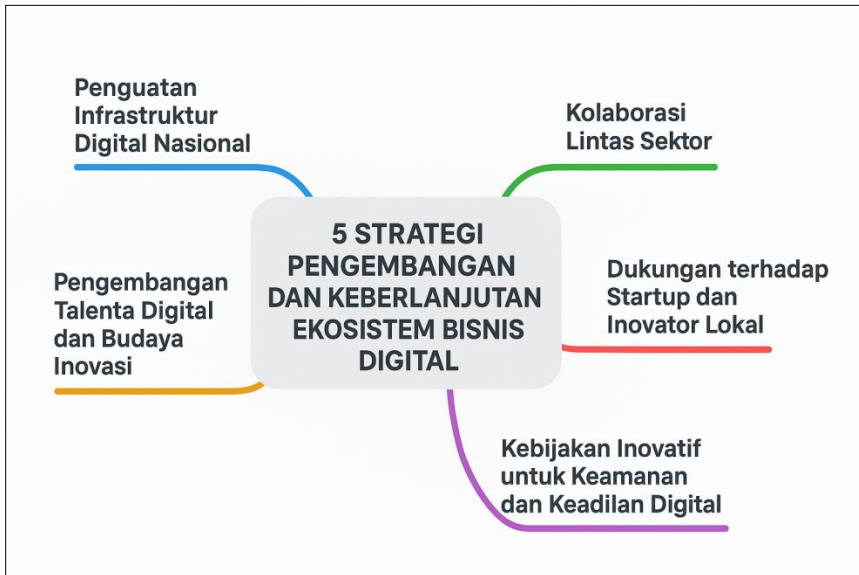 Penguatan
Infrastruktur
Digital Nasional
Kolaborasi
Lintas Sektor
5 STRATEGI
PENGEMBANGAN
DAN KEBERLANJUTAN
EKOSISTEM BISNIS
DIGITAL
Pengembangan
Talenta Digital
dan Budaya
Inovasi
Dukungan terhadap
Startup dan
Inovator Lokal
Kebijakan Inovatif
untuk Keamanan
dan Keadilan Digital